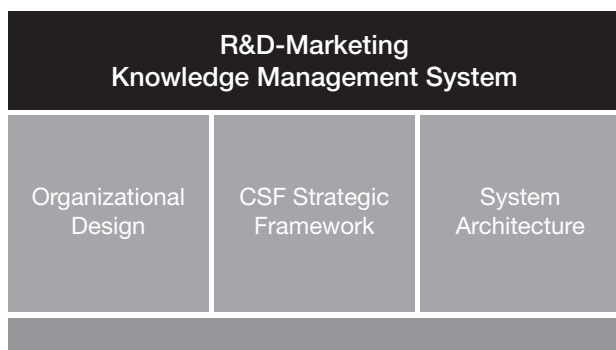 R&D-Marketing
Knowledge Management System
Organizational
Design
CSF Strategic
Framework
System
Architecture